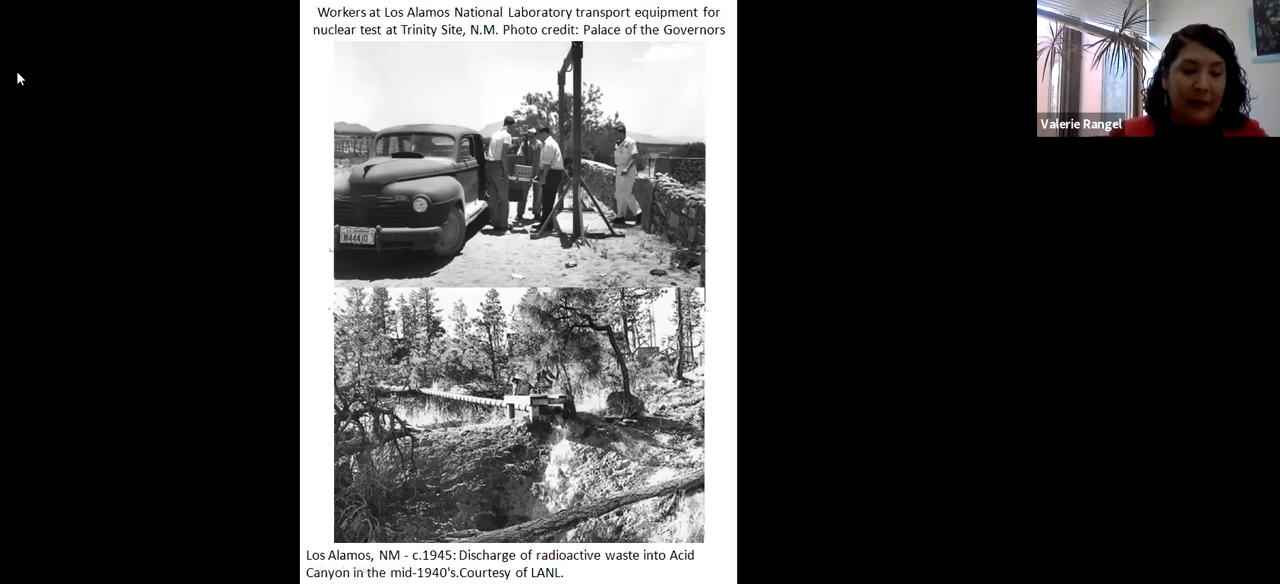 Workers at Los Alamos National Laboratory transport equipment for
nuclear test at Trinity Site, N.M. Photo credit: Palace of the Governors
Valerie Rangel
Los Alamos, NM - c.1945: Discharge of radioactive waste into Acid
Canyon in the mid-1940's.Courtesy of LANL.